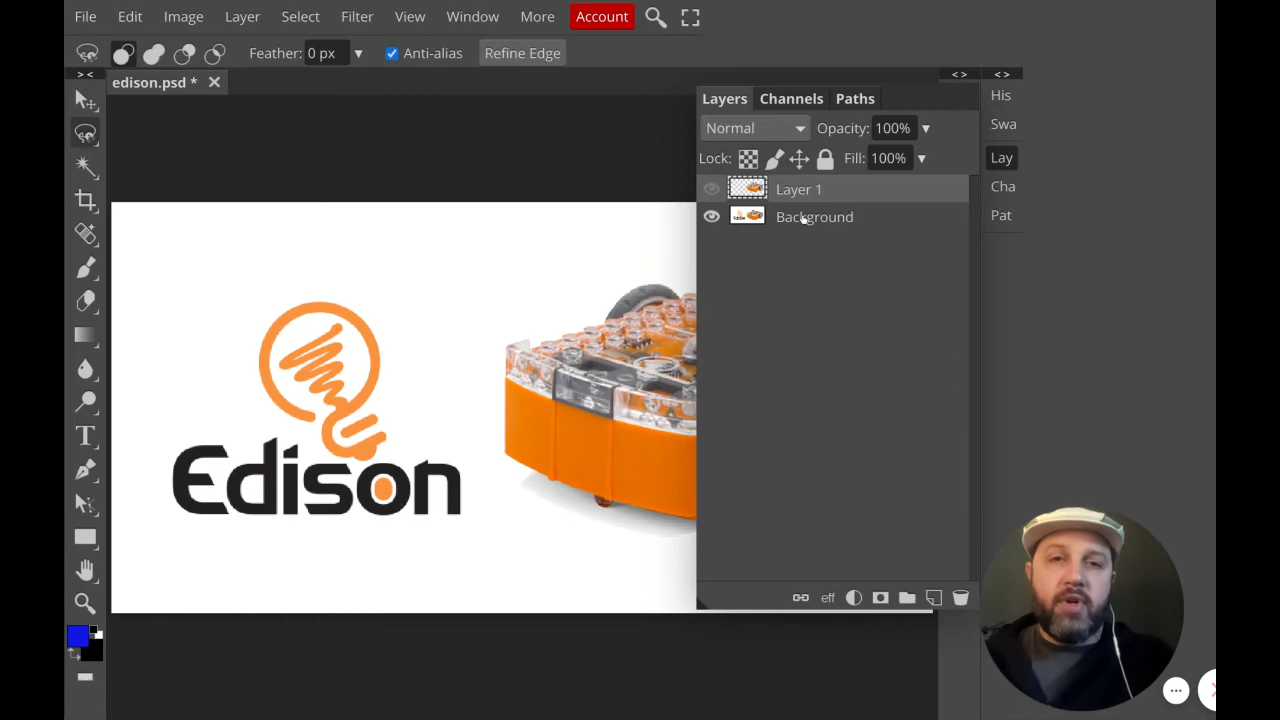 File Edit Image Layer Select Filter View Window More Account
Feather: 0 px Anti-alias Refine Edge
> < edison.psd * < > < >
Layers Channels Paths
Normal Opacity: 100%
Lock: Fill: 100%
Layer 1
Background
His
Swa
Lay
Cha
Pat
T
Edison
eff